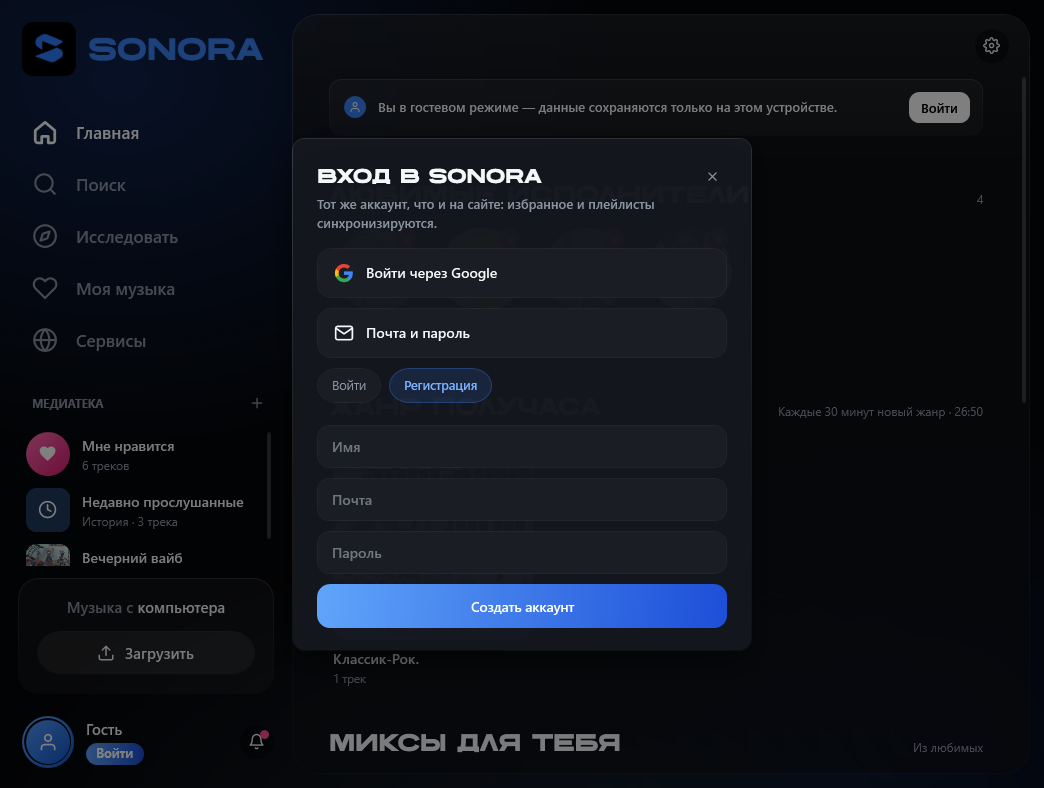 SONORA
Главная
Поиск
Исследовать
Моя музыка
Сервисы
МЕДИАТЕКА
Мне нравится
6 треков
Недавно прослушанные
История · 3 трека
Вечерний вайб
Музыка с компьютера
Загрузить
Гость
Войти
Вы в гостевом режиме — данные сохраняются только на этом устройстве.
Войти
4
ВХОД В SONORA
Тот же аккаунт, что и на сайте: избранное и плейлисты
синхронизируются.
Войти через Google
Почта и пароль
Войти
Регистрация
Имя
Почта
Пароль
Создать аккаунт
ЖАНР ПОЛУЧАСА
Каждые 30 минут новый жанр · 26:50
Классик-Рок.
1 трек
МИКСЫ ДЛЯ ТЕБЯ
Из любимых